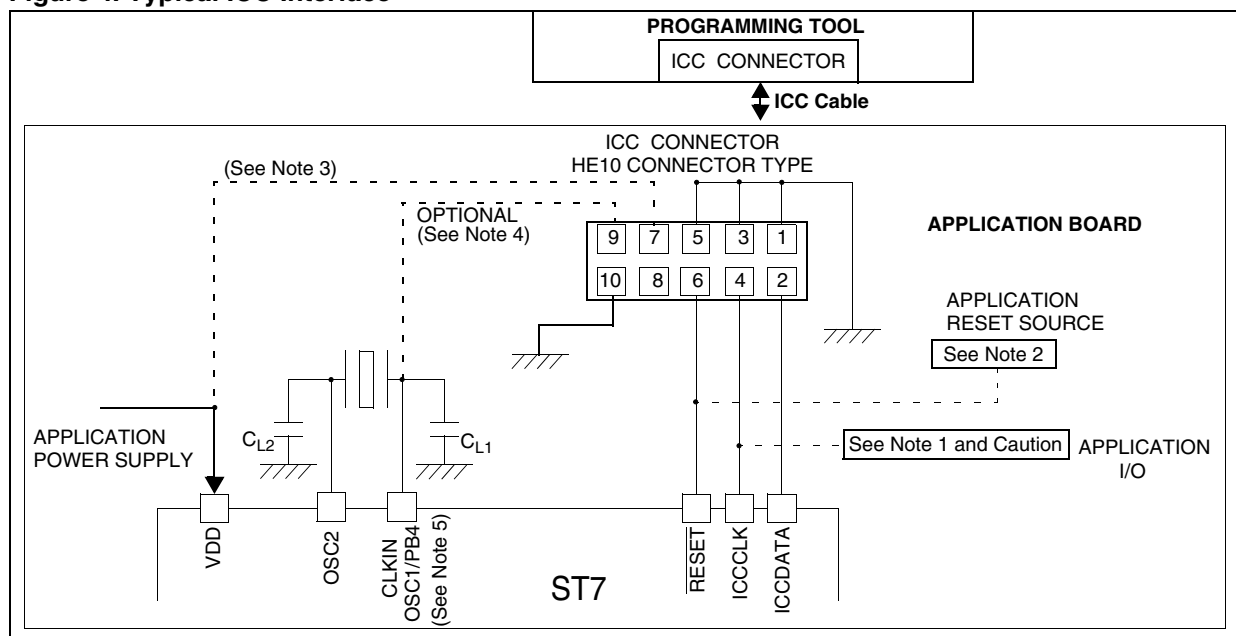 Figure 4. Typical ICC Interface
PROGRAMMING TOOL
ICC CONNECTOR
ICC Cable
ICC CONNECTOR
HE10 CONNECTOR TYPE
(See Note 3)
OPTIONAL
(See Note 4)
9 7 5 3 1
10 8 6 4 2
APPLICATION BOARD
APPLICATION
RESET SOURCE
See Note 2
APPLICATION
POWER SUPPLY
CL2
CL1
See Note 1 and Caution
APPLICATION
I/O
VDD
OSC2
CLKIN
OSC1/PB4
(See Note 5)
RESET
ICCCLK
ICCDATA
ST7